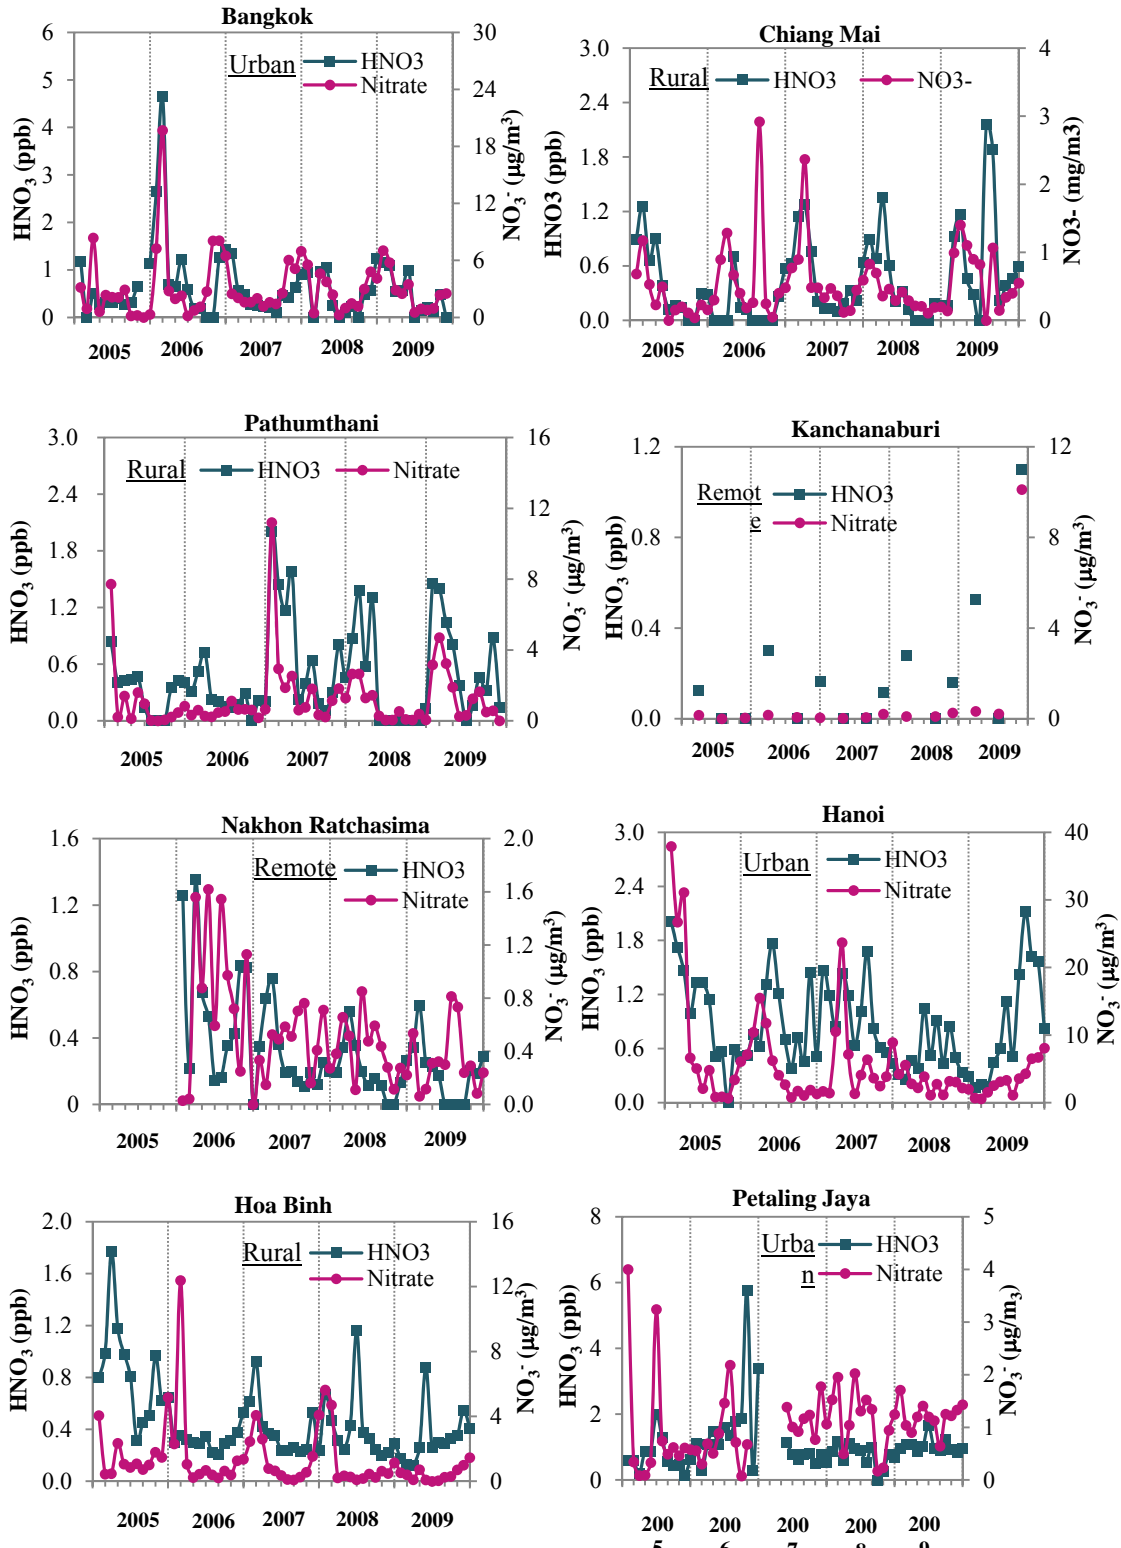 Bangkok
6
5
4
3
2
1
0
30
24
18
12
6
0
HNO3 (ppb)
NO3- (µg/m3)
Urban
HNO3
Nitrate
2005 2006 2007 2008 2009
Chiang Mai
3.0
2.4
1.8
1.2
0.6
0.0
4
3
2
1
0
HNO3 (ppb)
NO3- (mg/m3)
Rural
HNO3
NO3-
2005 2006 2007 2008 2009
Pathumthani
3.0
2.4
1.8
1.2
0.6
0.0
16
12
8
4
0
HNO3 (ppb)
NO3- (µg/m3)
Rural
HNO3
Nitrate
2005 2006 2007 2008 2009
Kanchanaburi
1.2
0.8
0.4
0.0
12
8
4
0
HNO3 (ppb)
NO3- (µg/m3)
Remot
e
HNO3
Nitrate
2005 2006 2007 2008 2009
Nakhon Ratchasima
1.6
1.2
0.8
0.4
0
2.0
1.6
1.2
0.8
0.4
0.0
HNO3 (ppb)
NO3- (µg/m3)
Remote
HNO3
Nitrate
2005 2006 2007 2008 2009
Hanoi
3.0
2.4
1.8
1.2
0.6
0.0
40
30
20
10
0
HNO3 (ppb)
NO3- (µg/m3)
Urban
HNO3
Nitrate
2005 2006 2007 2008 2009
Hoa Binh
2.0
1.6
1.2
0.8
0.4
0.0
16
12
8
4
0
HNO3 (ppb)
NO3- (µg/m3)
Rural
HNO3
Nitrate
2005 2006 2007 2008 2009
Petaling Jaya
8
6
4
2
0
5
4
3
2
1
0
HNO3 (ppb)
NO3- (µg/m3)
Urba
n
HNO3
Nitrate
200 200 200 200 200
5 6 7 8 9